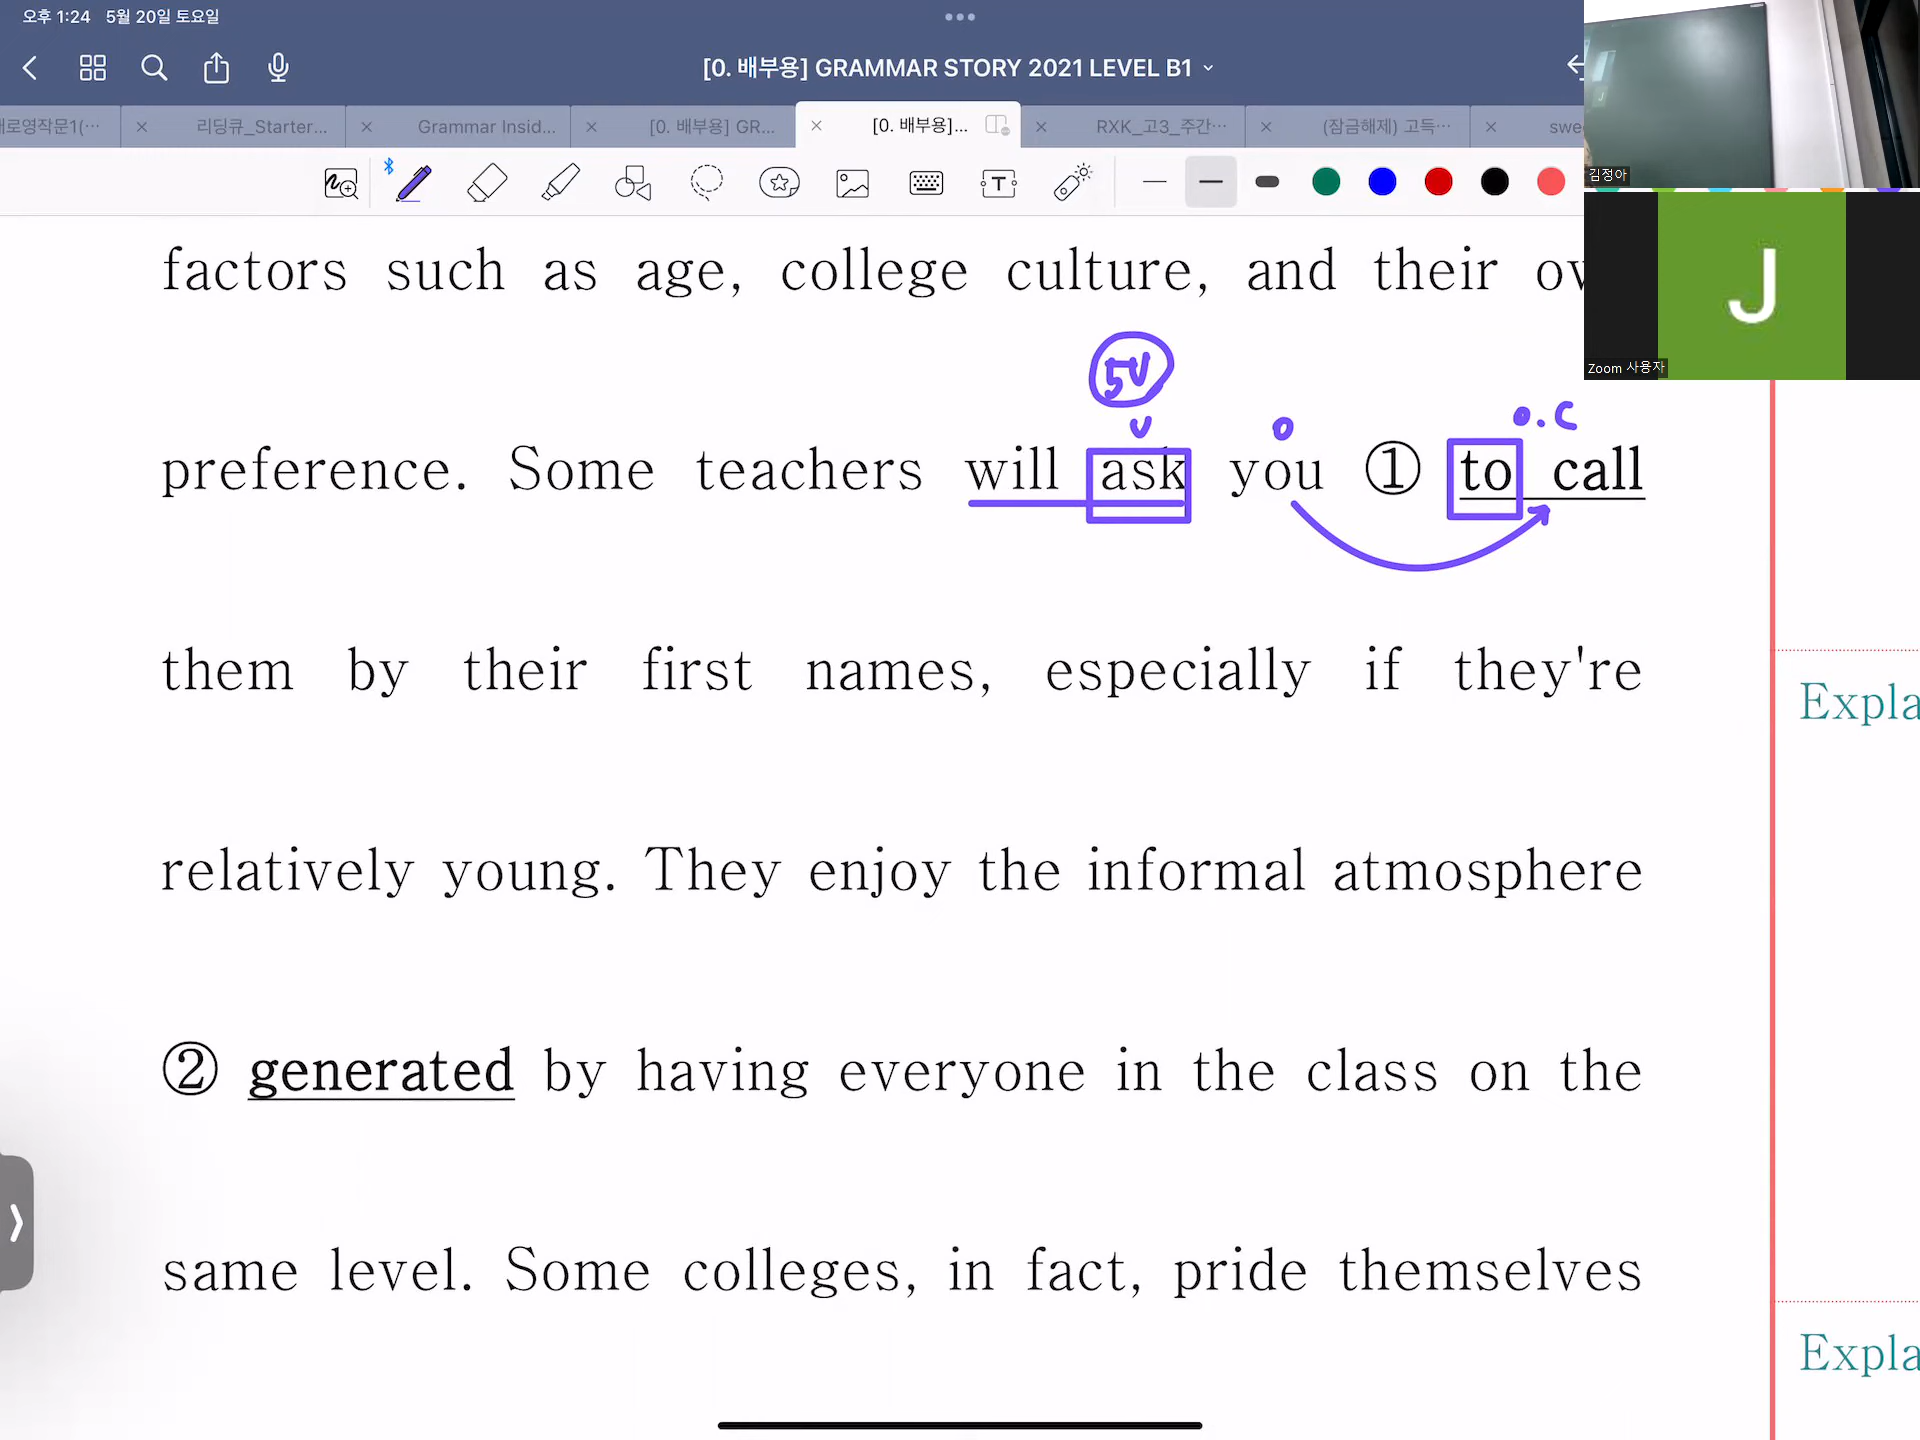 오후 1:24 5월 20일 토요일
[0. 배부용] GRAMMAR STORY 2021 LEVEL B1
리딩큐_Starter...
Grammar Insid...
[0. 배부용] GR...
[0. 배부용]...
RXK_고3_주간...
(잠금해제) 고득...
swe
김정아
J
Zoom 사용자
factors such as age, college culture, and their
5V
v o o.c
preference. Some teachers will ask you ① to call
them by their first names, especially if they're
Expla
relatively young. They enjoy the informal atmosphere
② generated by having everyone in the class on the
same level. Some colleges, in fact, pride themselves
Expla